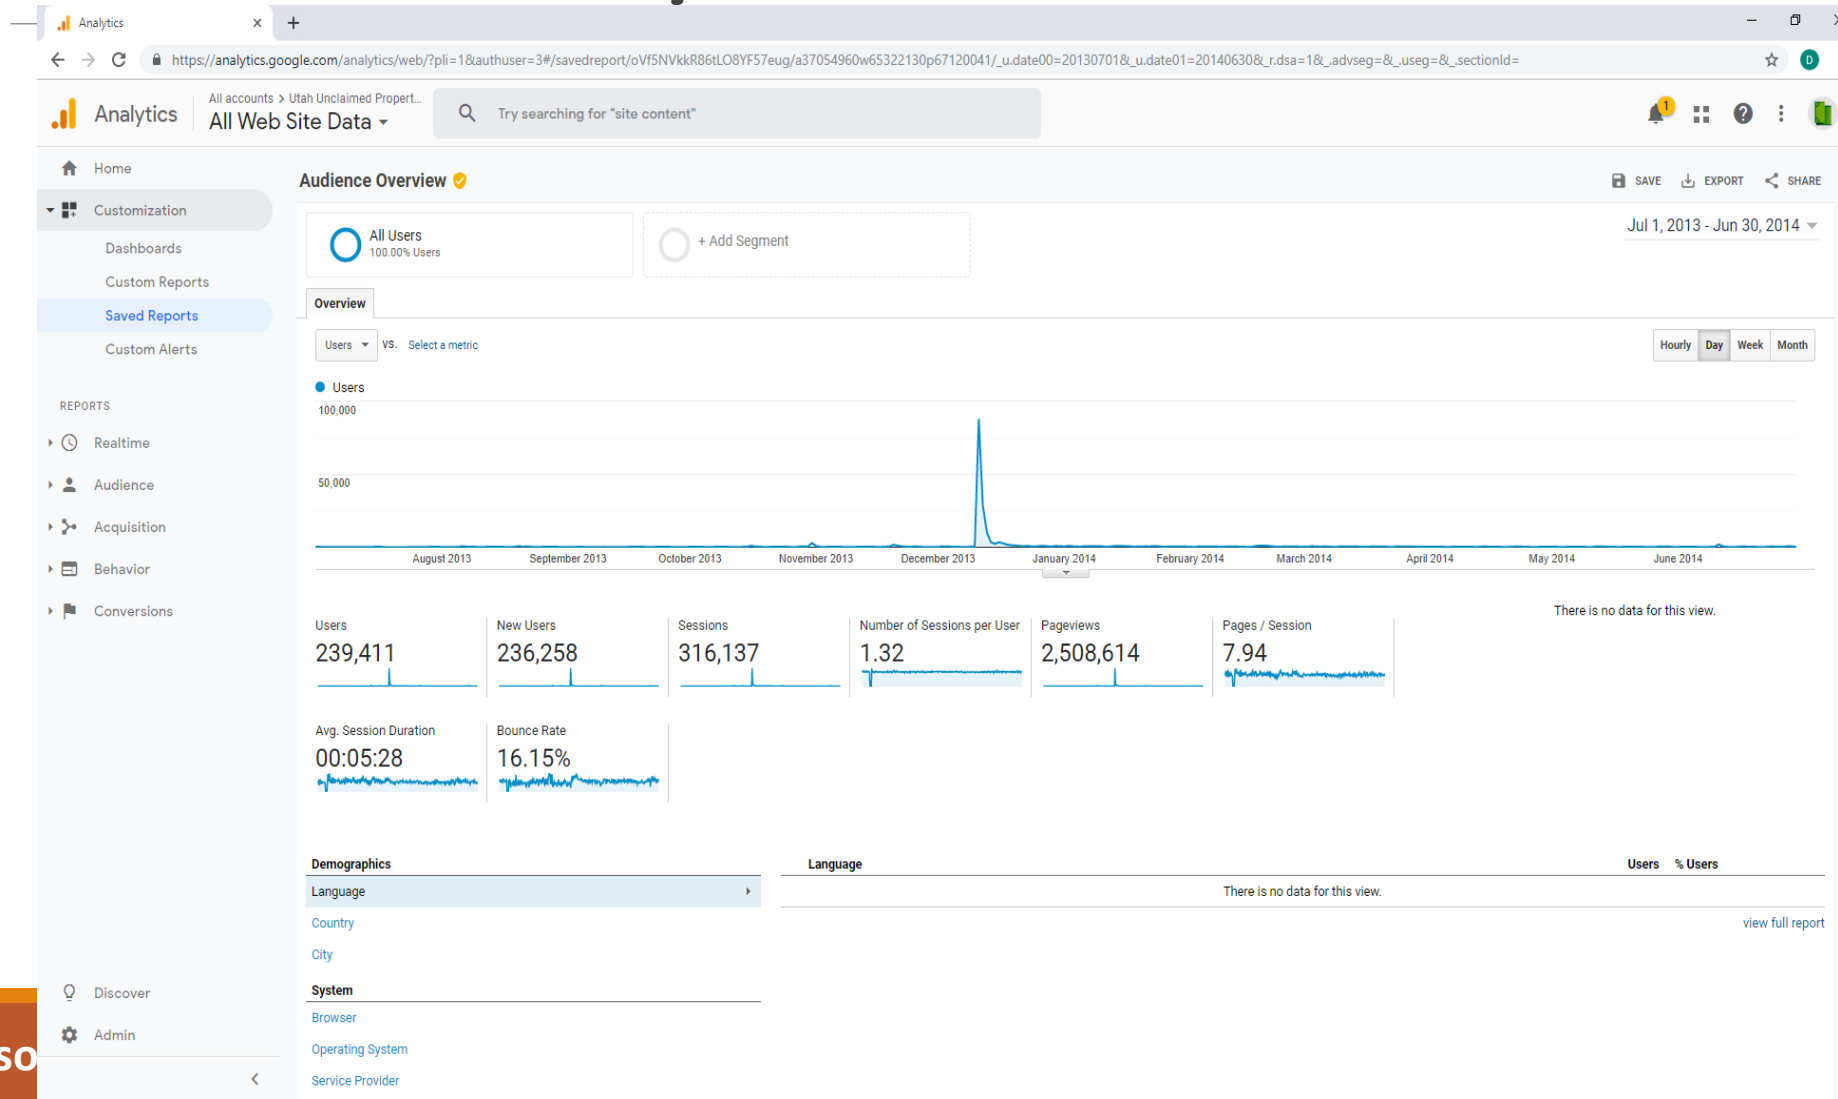 Analytics
https://analytics.google.com/analytics/web/?pli=1&authuser=3#/savedreport/oVf5NVkkR86tLO8YF57eug/a37054960w65322130p67120041/_u.date00=20130701&_u.date01=20140630&_r.dsa=1&_.advseg=&_.useg=&_.sectionId=
D
Analytics
All accounts > Utah Unclaimed Propert...
All Web Site Data
Try searching for "site content"
1
Home
Customization
Dashboards
Custom Reports
Saved Reports
Custom Alerts
REPORTS
Realtime
Audience
Acquisition
Behavior
Conversions
Discover
Admin
so
Audience Overview
SAVE EXPORT SHARE
All Users
100.00% Users
+ Add Segment
Jul 1, 2013 - Jun 30, 2014
Overview
Users VS. Select a metric
Hourly Day Week Month
Users
100,000
50,000
August 2013 September 2013 October 2013 November 2013 December 2013 January 2014 February 2014 March 2014 April 2014 May 2014 June 2014
There is no data for this view.
Users
239,411
New Users
236,258
Sessions
316,137
Number of Sessions per User
1.32
Pageviews
2,508,614
Pages / Session
7.94
Avg. Session Duration
00:05:28
Bounce Rate
16.15%
Demographics
Language
Country
City
System
Browser
Operating System
Service Provider
Language Users % Users
There is no data for this view.
view full report